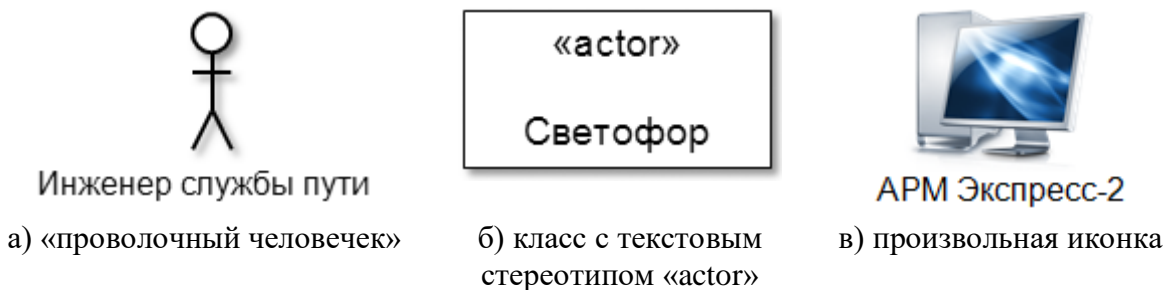 Инженер службы пути
а) «проволочный человечек»
«actor»
Светофор
б) класс с текстовым
стереотипом «actor»
АРМ Экспресс-2
в) произвольная иконка